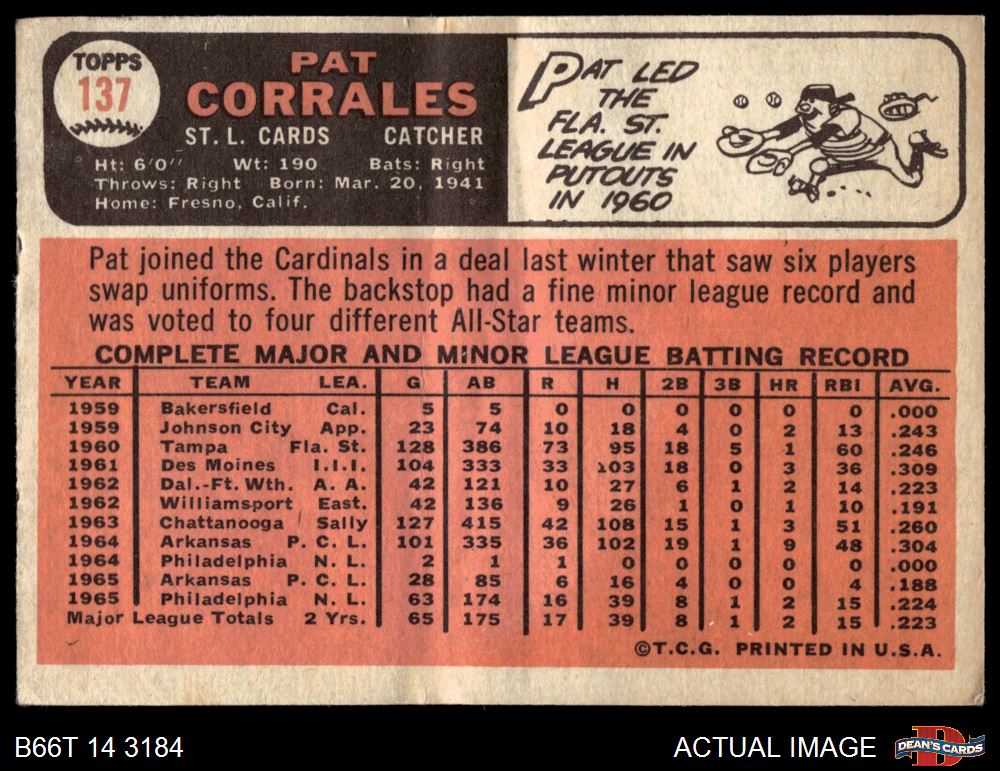 TOPPS
137
PAT
CORRALES
ST. L. CARDS CATCHER
Ht: 6'0" Wt: 190 Bats: Right
Throws: Right Born: Mar. 20, 1941
Home: Fresno, Calif.
PAT LED
THE
FLA. ST.
LEAGUE IN
PUTOUTS
IN 1960
Pat joined the Cardinals in a deal last winter that saw six players
swap uniforms. The backstop had a fine minor league record and
was voted to four different All-Star teams.
COMPLETE MAJOR AND MINOR LEAGUE BATTING RECORD
YEAR TEAM LEA. G AB R H 2B 3B HR RBI AVG.
1959 Bakersfield Cal. 5 5 0 0 0 0 0 0 .000
1959 Johnson City App. 23 74 10 18 4 0 2 13 .243
1960 Tampa Fla. St. 128 386 73 95 18 5 1 60 .246
1961 Des Moines I.I.I. 104 333 33 103 18 0 3 36 .309
1962 Dal.-Ft. Wth. A. A. 42 121 10 27 6 1 2 14 .223
1962 Williamsport East. 42 136 9 26 1 0 1 10 .191
1963 Chattanooga Sally 127 415 42 108 15 1 3 51 .260
1964 Arkansas P. C. L. 101 335 36 102 19 1 9 48 .304
1964 Philadelphia N. L. 2 1 1 0 0 0 0 0 .000
1965 Arkansas P. C. L. 28 85 6 16 4 0 0 4 .188
1965 Philadelphia N. L. 63 174 16 39 8 1 2 15 .224
Major League Totals 2 Yrs. 65 175 17 39 8 1 2 15 .223
©T.C.G. PRINTED IN U.S.A.
B66T 14 3184
ACTUAL IMAGE
D
DEAN'S CARDS